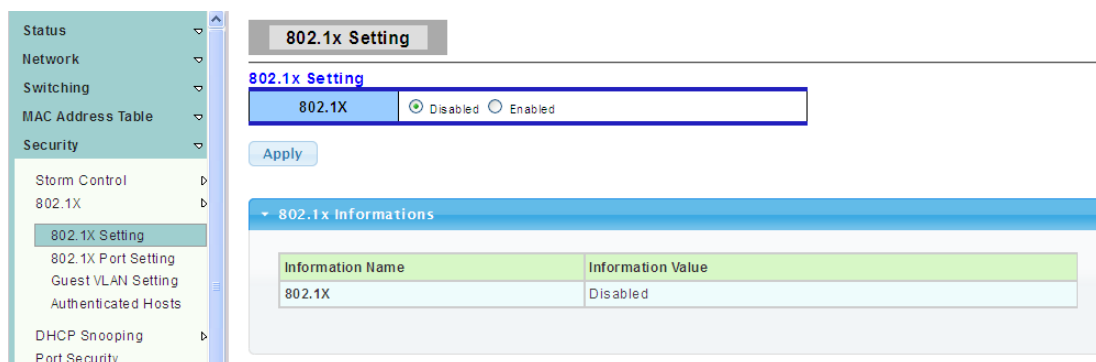 Status
Network
Switching
MAC Address Table
Security
Storm Control
802.1X
802.1X Setting
802.1X Port Setting
Guest VLAN Setting
Authenticated Hosts
DHCP Snooping
Port Security
802.1x Setting
802.1x Setting
802.1X Disabled Enabled
Apply
802.1x Informations
Information Name Information Value
802.1X Disabled